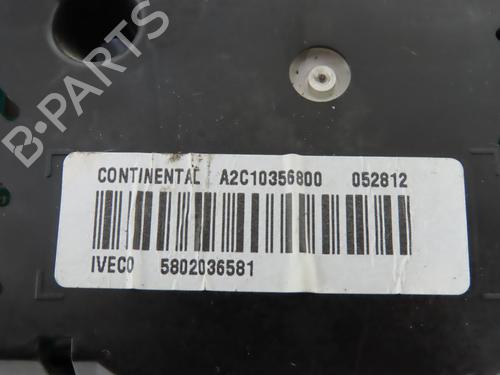 B-PARTS
CONTINENTAL A2C10356800 052812
IVECO 5802036581